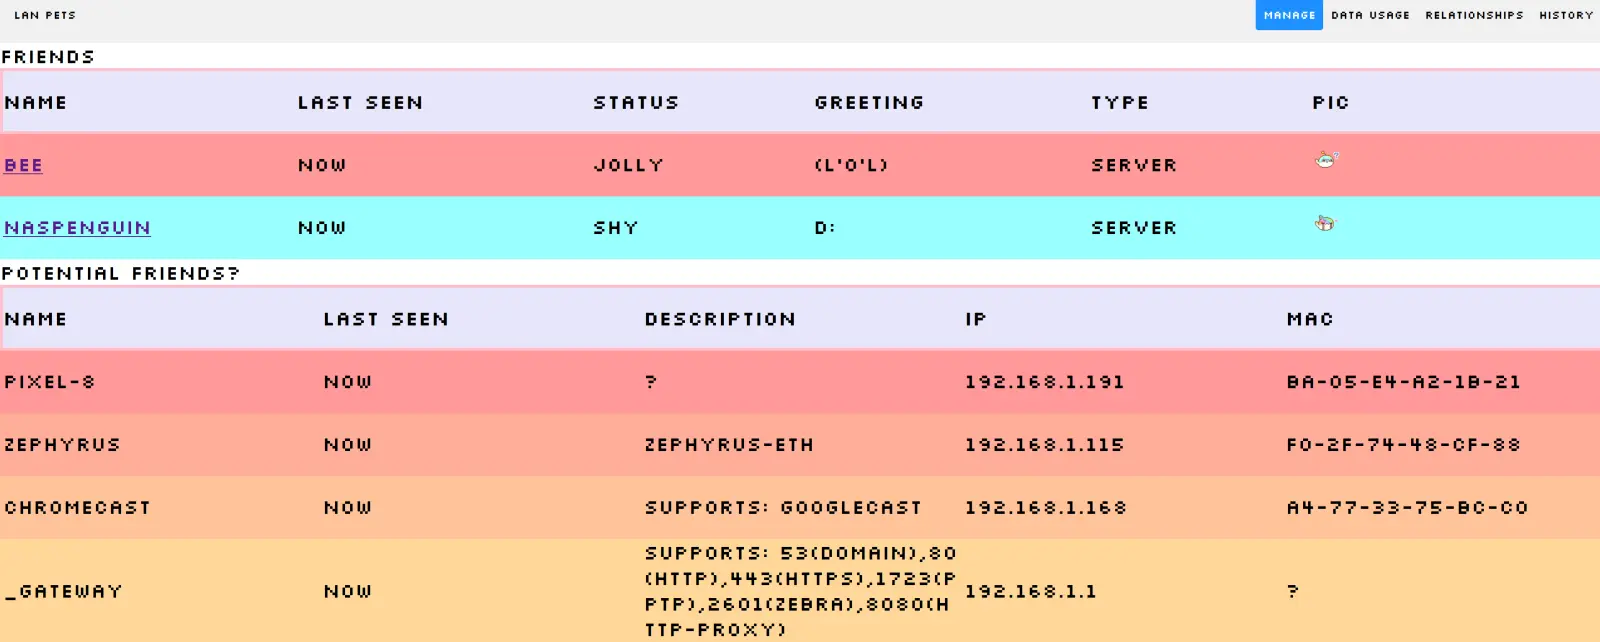 LAN PETS MANAGE DATA USAGE RELATIONSHIPS HISTORY
FRIENDS
NAME LAST SEEN STATUS GREETING TYPE PIC
BEE NOW JOLLY (L'O'L) SERVER
NASPENGUIN NOW SHY D: SERVER
POTENTIAL FRIENDS?
NAME LAST SEEN DESCRIPTION IP MAC
PIXEL-8 NOW ? 192.168.1.191 BA-05-E4-A2-1B-21
ZEPHYRUS NOW ZEPHYRUS-ETH 192.168.1.115 F0-2F-74-48-CF-88
CHROMECAST NOW SUPPORTS: GOOGLECAST 192.168.1.168 A4-77-33-75-BC-C0
_GATEWAY NOW SUPPORTS: 53(DOMAIN),80
(HTTP),443(HTTPS),1723(P
PTP),2601(ZEBRA),8080(H
TTP-PROXY) 192.168.1.1 ?